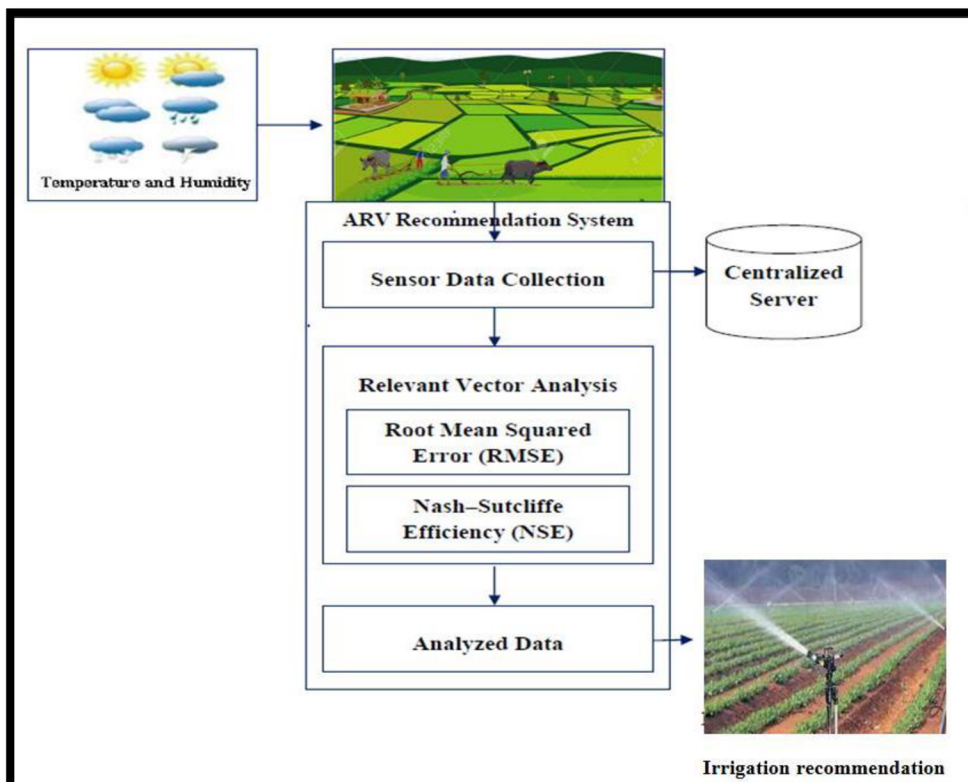 Temperature and Humidity
ARV Recommendation System
Sensor Data Collection
Centralized
Server
Relevant Vector Analysis
Root Mean Squared
Error (RMSE)
Nash–Sutcliffe
Efficiency (NSE)
Analyzed Data
Irrigation recommendation